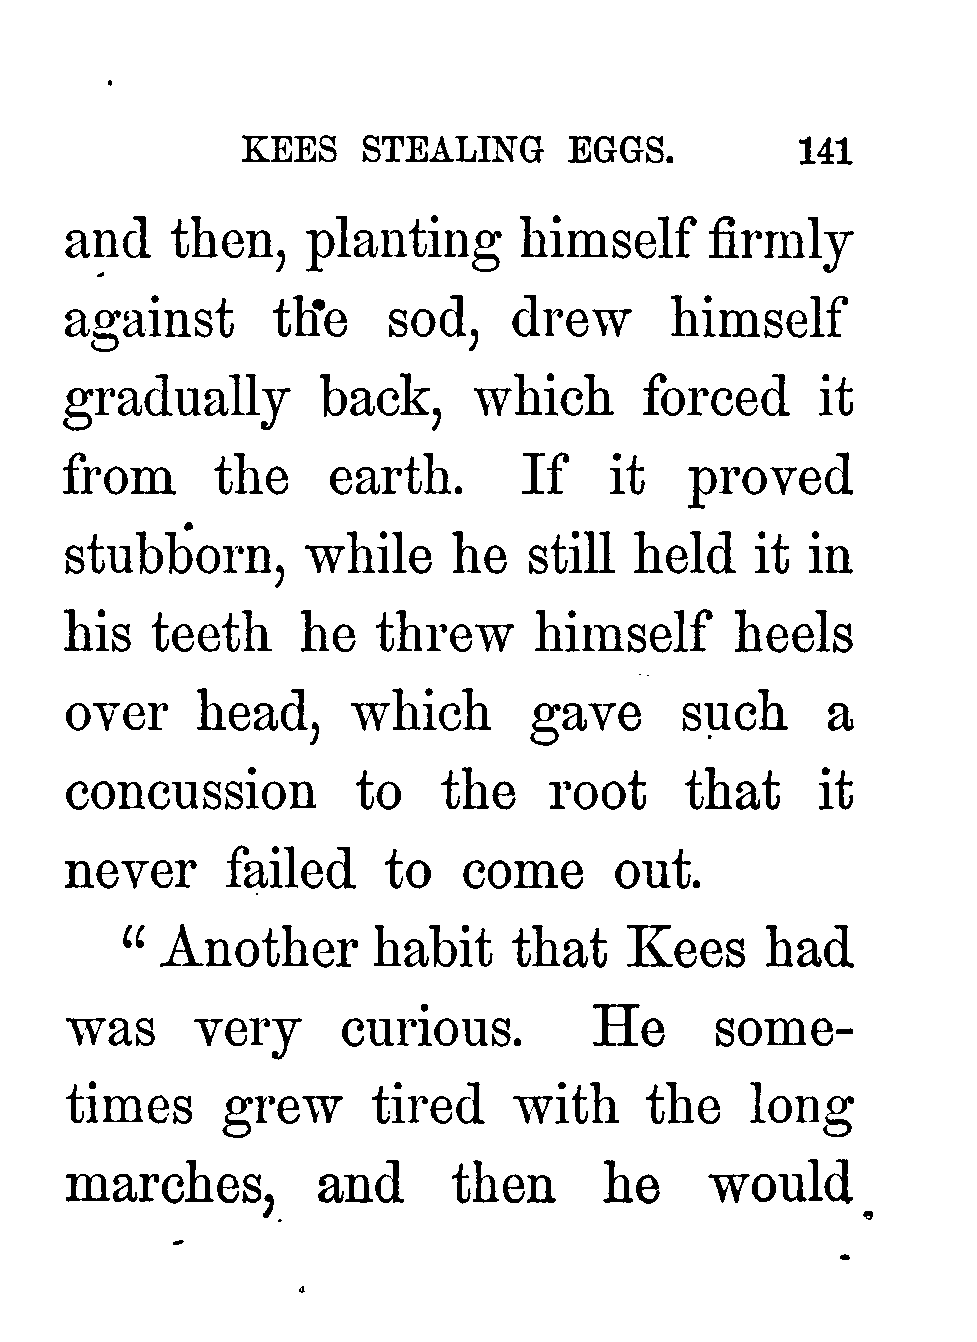 KEES STEALING EGGS. 141
and then, planting himself firmly
against the sod, drew himself
gradually back, which forced it
from the earth. If it proved
stubborn, while he still held it in
his teeth he threw himself heels
over head, which gave such a
concussion to the root that it
never failed to come out.
“ Another habit that Kees had
was very curious. He some-
times grew tired with the long
marches, and then he would